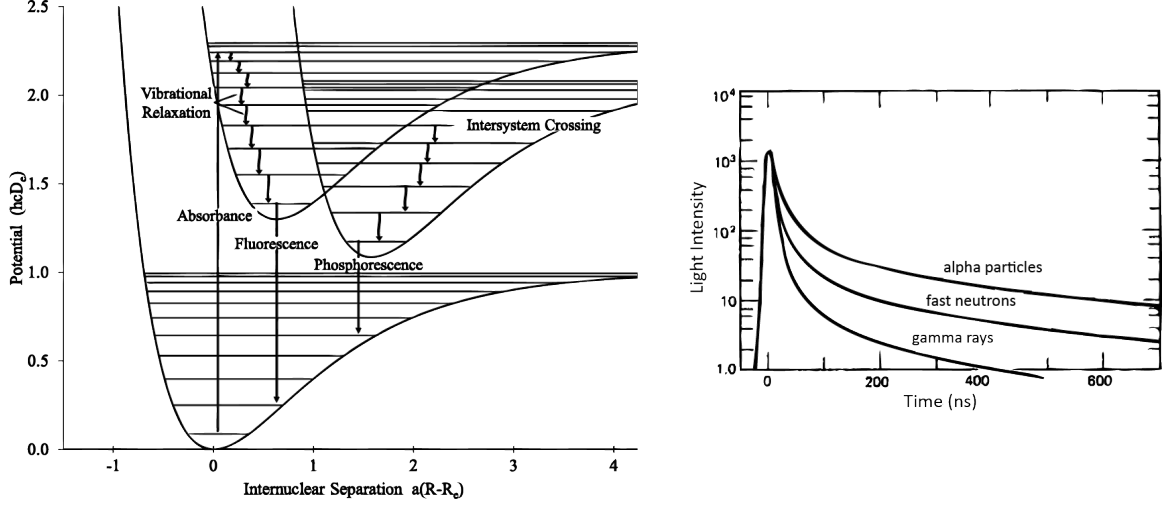 2.5
2.0
1.5
1.0
0.5
0.0
Potential (hcDe)
Vibrational
Relaxation
Intersystem Crossing
Absorbance
Fluorescence
Phosphorescence
-1 0 1 2 3 4
Internuclear Separation a(R-Re)
10⁴
10³
10²
10
1.0
Light Intensity
alpha particles
fast neutrons
gamma rays
0 200 400 600
Time (ns)